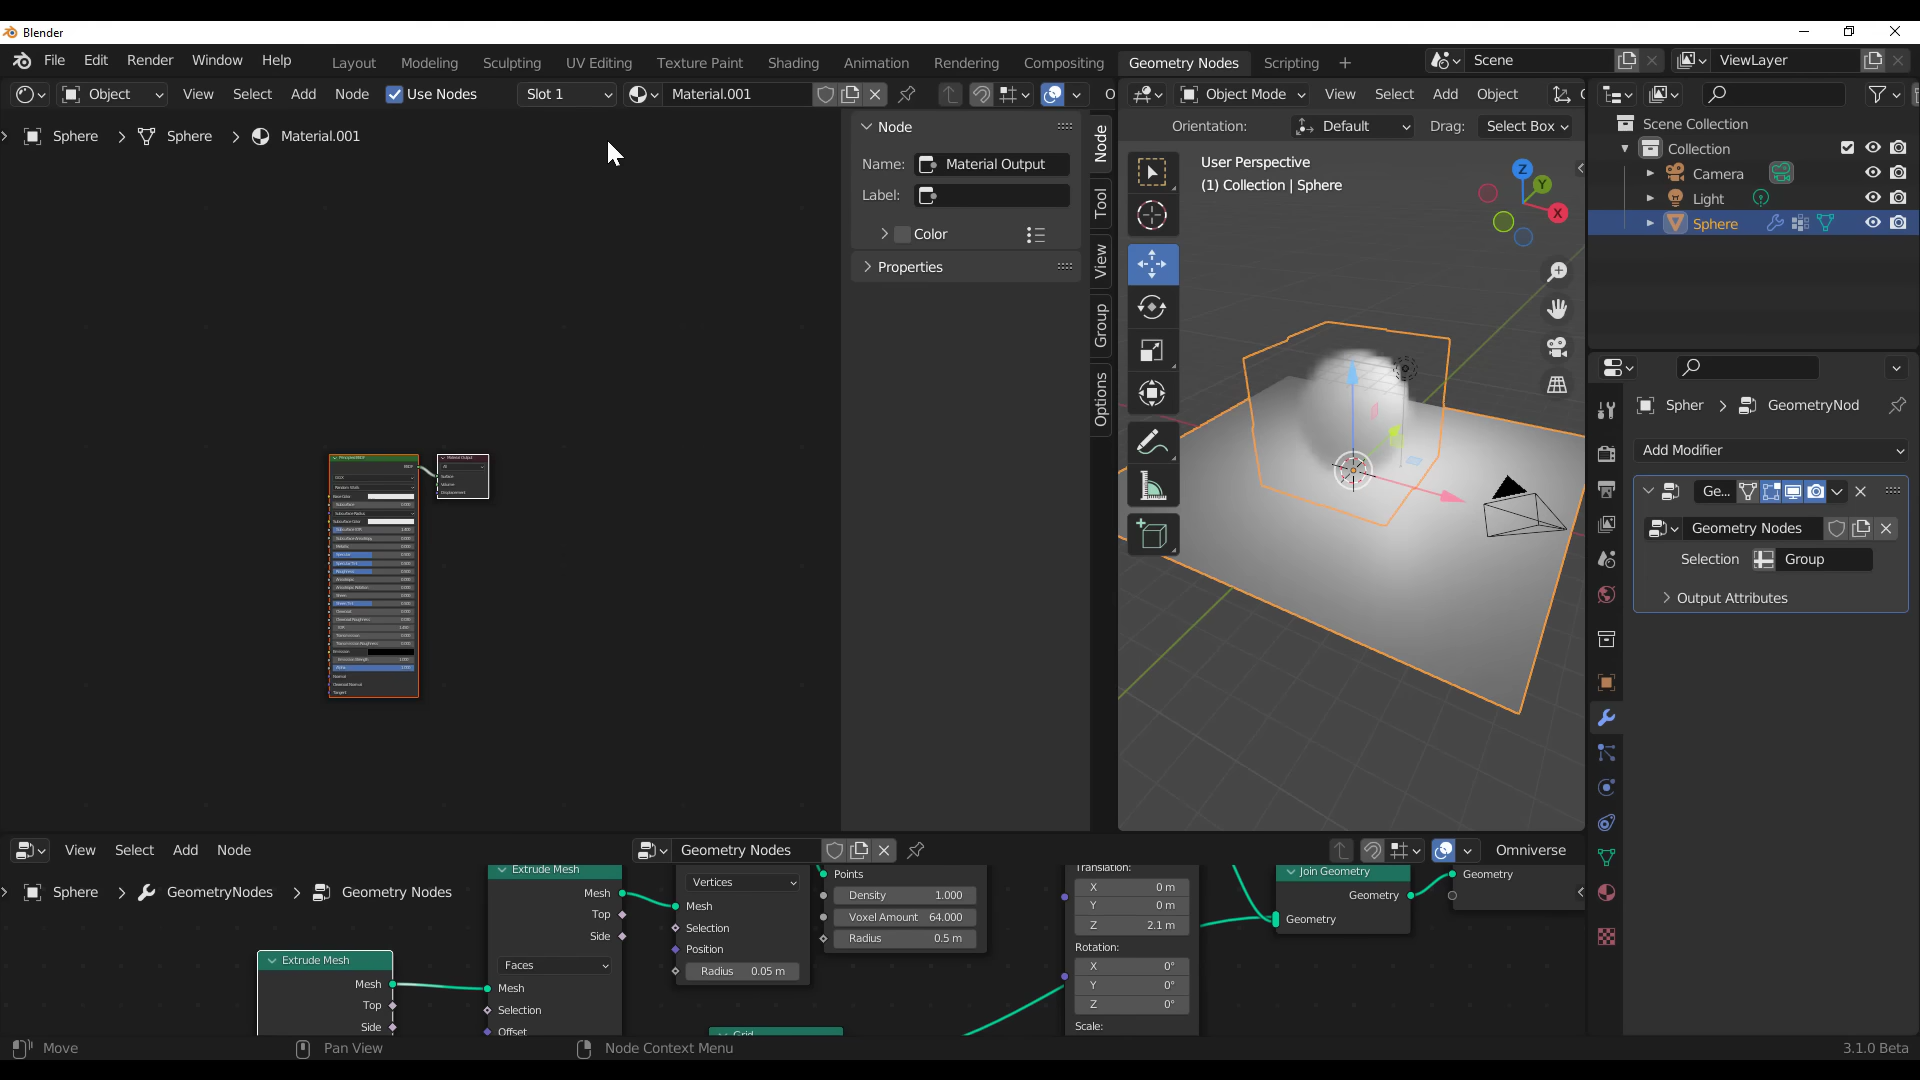 Blender
File Edit Render Window Help Layout Modeling Sculpting UV Editing Texture Paint Shading Animation Rendering Compositing Geometry Nodes Scripting + Scene ViewLayer
Object View Select Add Node Use Nodes Slot 1 Material.001
Sphere > Sphere > Material.001
Node
Name: Material Output
Label:
Color
Properties
Node
Tool
View
Group
Options
Object Mode View Select Add Object
Orientation: Default Drag: Select Box
User Perspective
(1) Collection | Sphere
Z
Y
X
Scene Collection
Collection
Camera
Light
Sphere
Spher > GeometryNod
Add Modifier
Ge...
Geometry Nodes
Selection Group
Output Attributes
View Select Add Node Geometry Nodes Omniverse
Sphere > GeometryNodes > Geometry Nodes
Extrude Mesh
Mesh
Top
Side
Extrude Mesh
Mesh
Top
Side
Faces
Mesh
Selection
Offset
Vertices
Mesh
Selection
Position
Radius 0.05 m
Points
Density 1.000
Voxel Amount 64.000
Radius 0.5 m
Grid
Translation:
X 0 m
Y 0 m
Z 2.1 m
Rotation:
X 0°
Y 0°
Z 0°
Scale:
Join Geometry
Geometry
Geometry
Geometry
Move Pan View Node Context Menu 3.1.0 Beta